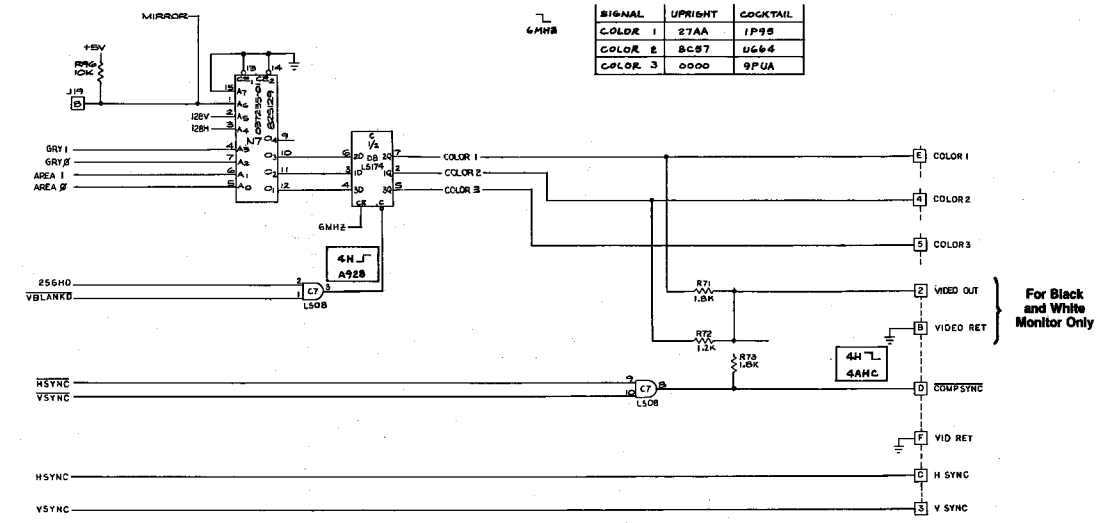 MIRROR
6MHZ
SIGNAL UPRIGHT COCKTAIL
COLOR 1 27AA 1P95
COLOR 2 8C57 U664
COLOR 3 0000 9PUA
+5V
R96
10K
J19
B
13 14
CE1 CE2
15 A7
1 A6
128V 2 A5
128H 3 A4
GRY1 4 A3
GRYØ 7 A2
AREA 1 6 A1
AREA Ø 5 A0
82S129
N7
O4 9
O3 10
O2 11
O1 12
C
1/2
D8
LS174
6 2D 2Q 7 COLOR 1
3 1D 1Q 2 COLOR 2
4 3D 3Q 5 COLOR 3
CK C
6MHZ
4H
A928
256HD 2
VBLANKD 1
C7 3
LS08
E COLOR 1
4 COLOR 2
5 COLOR 3
R71
1.8K
2 VIDEO OUT
B VIDEO RET
For Black
and White
Monitor Only
R72
1.2K
R73
1.8K
4H
4AHC
HSYNC 9
VSYNC 10
C7 8
LS08
D COMPSYNC
F VID RET
HSYNC C H SYNC
VSYNC 3 V SYNC